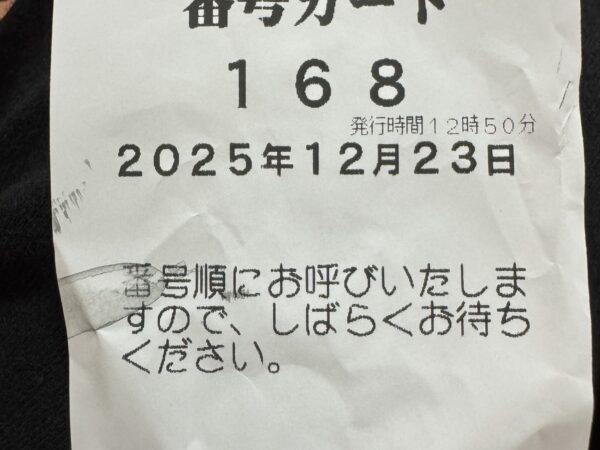 番号カード
１６８
発行時間１２時５０分
２０２５年１２月２３日
番号順にお呼びいたしま
すので、しばらくお待ち
ください。